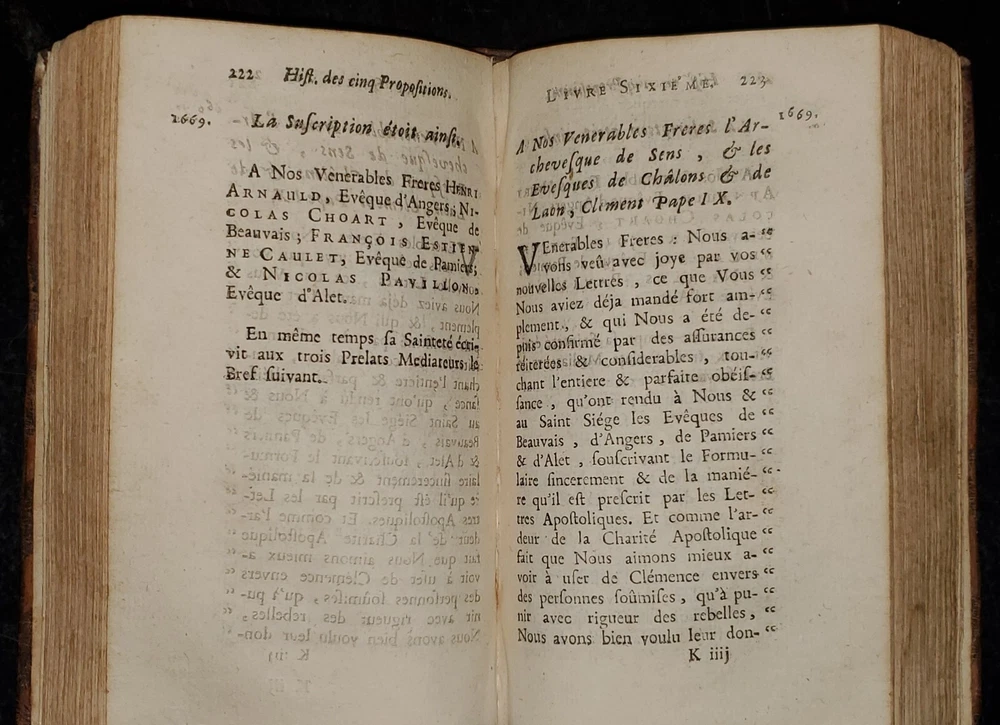 222 Hiſt. des cinq Propoſitions.
1669. La Suſcription étoit ainſi.
A Nos Venerables Freres HENRI
ARNAULD, Evêque d'Angers; NI-
COLAS CHOART , Evêque de
Beauvais ; FRANÇOIS ESTIEN-
NE CAULET, Evêque de Pamiers;
& NICOLAS PAVILLON,
Evêque d'Alet.
En même temps ſa Sainteté écri-
vit aux trois Prelats Mediateurs le
Bref ſuivant.
LIVRE SIXIE'ME. 223
A Nos Venerables Freres l'Ar- 1669.
cheveſque de Sens , & les
Eveſques de Châlons & de
Laon, Clement Pape IX.
VEnerables Freres : Nous a- “
vons veû avec joye par vos “
nouvelles Lettres , ce que Vous “
Nous aviez déja mandé fort am- “
plement, & qui Nous a été de- “
puis confirmé par des aſſurances “
réiterées & conſiderables , tou- “
chant l'entiere & parfaite obéiſ- “
ſance , qu'ont rendu à Nous & “
au Saint Siége les Evêques de “
Beauvais , d'Angers , de Pamiers “
& d'Alet , ſouſcrivant le Formu- “
laire ſincerement & de la manié- “
re qu'il eſt preſcrit par les Let- “
tres Apoſtoliques. Et comme l'ar- “
deur de la Charité Apoſtolique “
fait que Nous aimons mieux a- “
voir à uſer de Clémence envers “
des perſonnes ſoûmiſes , qu'à pu- “
nir avec rigueur des rebelles , “
Nous avons bien voulu leur don- “
K iiij